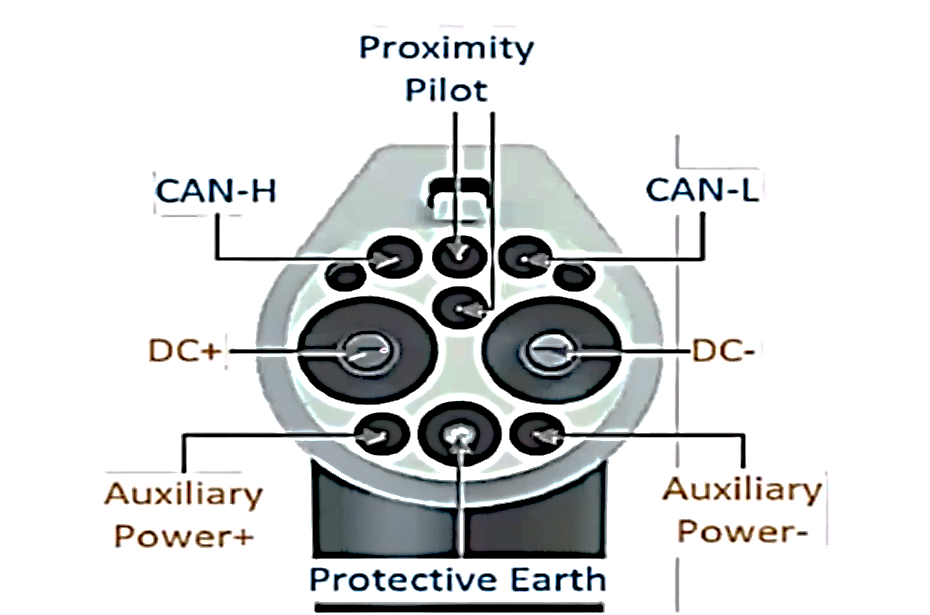 Proximity
Pilot
CAN-H
CAN-L
DC+
DC-
Auxiliary
Power+
Auxiliary
Power-
Protective Earth